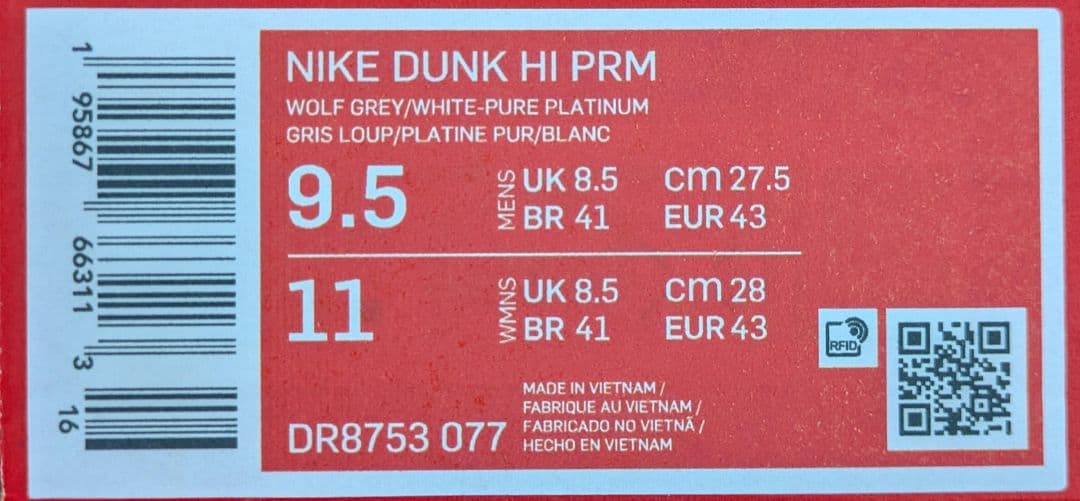 1 95867 66311 3 16
NIKE DUNK HI PRM
WOLF GREY/WHITE-PURE PLATINUM
GRIS LOUP/PLATINE PUR/BLANC
9.5 MENS UK 8.5 cm 27.5
BR 41 EUR 43
11 WMNS UK 8.5 cm 28
BR 41 EUR 43
DR8753 077
MADE IN VIETNAM /
FABRIQUE AU VIETNAM /
FABRICADO NO VIETNÃ /
HECHO EN VIETNAM
RFID